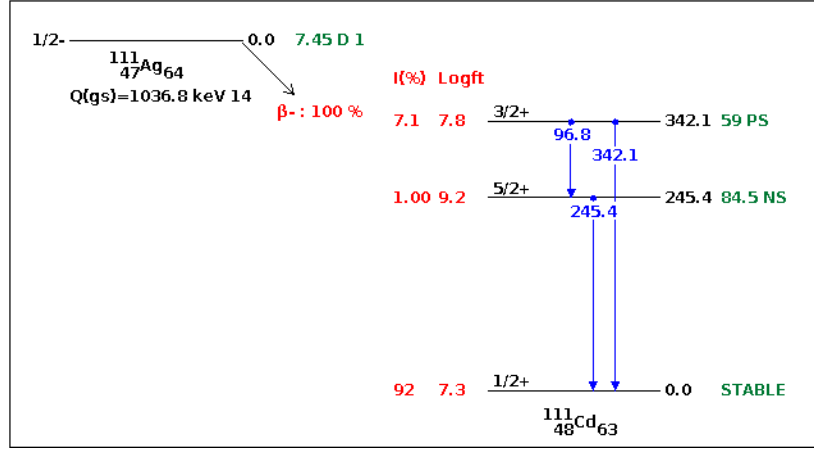 1/2- 0.0 7.45 D 1
111
47Ag64
Q(gs)=1036.8 keV 14
β- : 100 %
I(%) Logft
7.1 7.8 3/2+ 342.1 59 PS
96.8
342.1
1.00 9.2 5/2+ 245.4 84.5 NS
245.4
92 7.3 1/2+ 0.0 STABLE
111
48Cd63